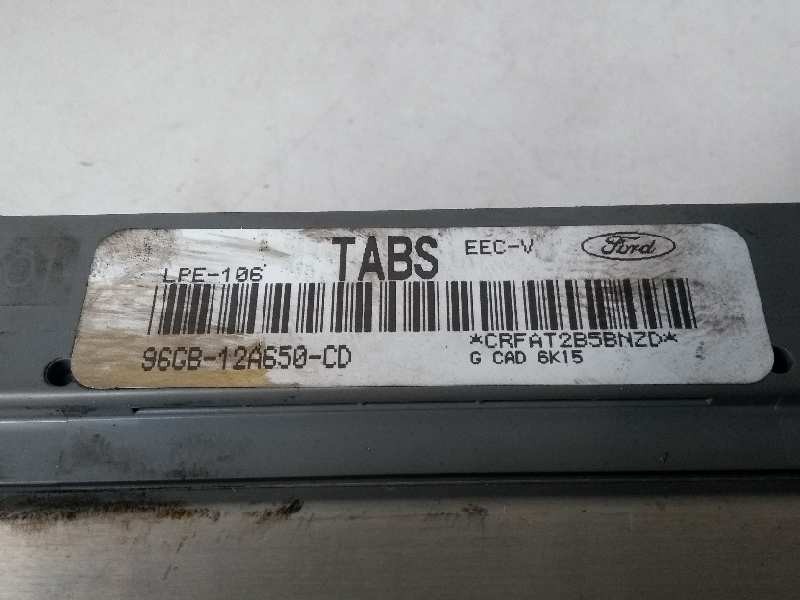 TABS EEC-V Ford
LPE-106
96GB-12A650-CD *CRFAT2B5BNZD*
G CAD 6K15